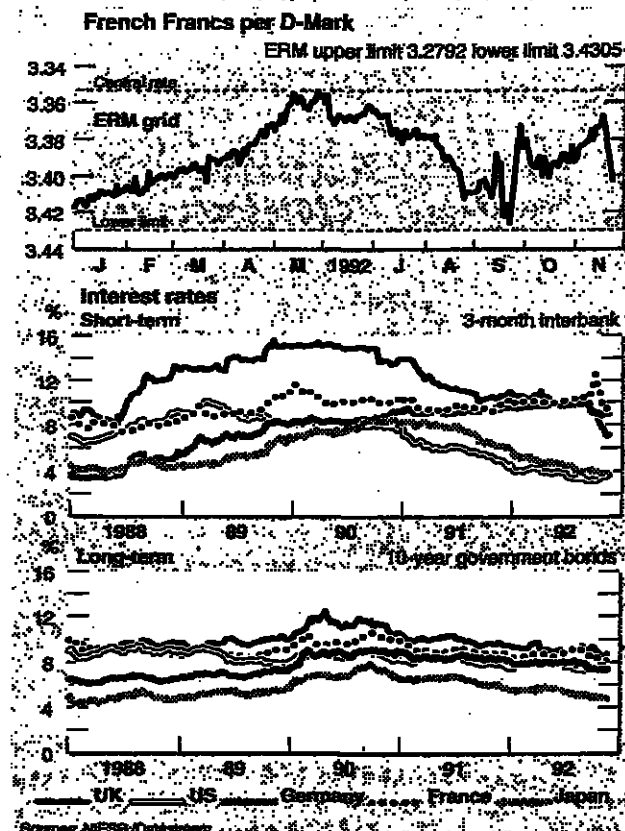 French Francs per D-Mark
ERM upper limit 3.2792 lower limit 3.4305
3.34
Central rate
3.36
ERM grid
3.38
3.40
3.42
Lower limit
3.44
J F M A M 1992 J A S O N
Interest rates
%
Short-term 3-month interbank
16
12
8
4
0
1988 89 90 91 92
%
Long-term 10-year government bonds
16
12
8
4
0
1988 89 90 91 92
UK US Germany France Japan
Source: